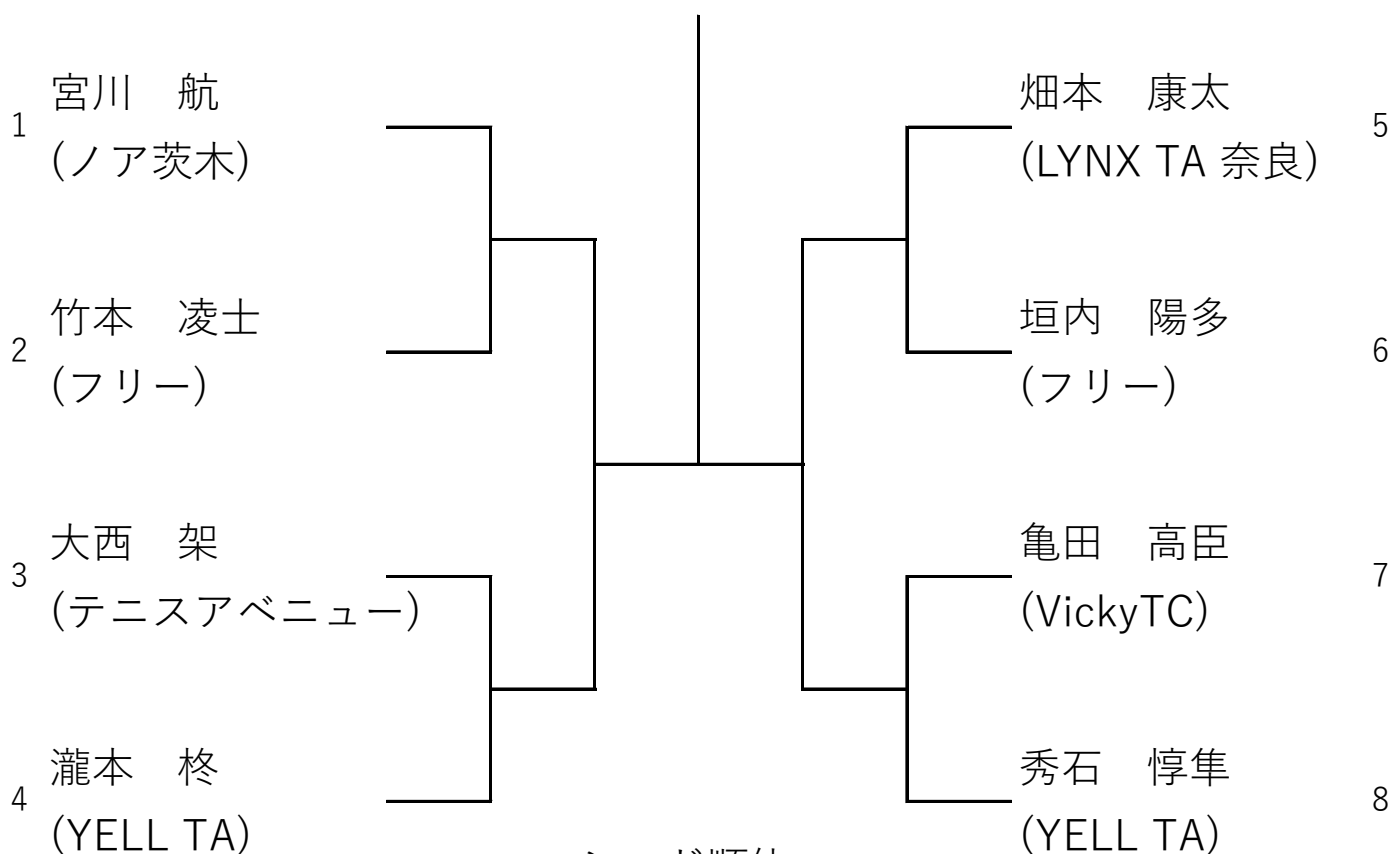 1
宮川　航
(ノア茨木)
2
竹本　凌士
(フリー)
3
大西　架
(テニスアベニュー)
4
瀧本　柊
(YELL TA)
畑本　康太
(LYNX TA 奈良)
5
垣内　陽多
(フリー)
6
亀田　高臣
(VickyTC)
7
秀石　惇隼
(YELL TA)
8